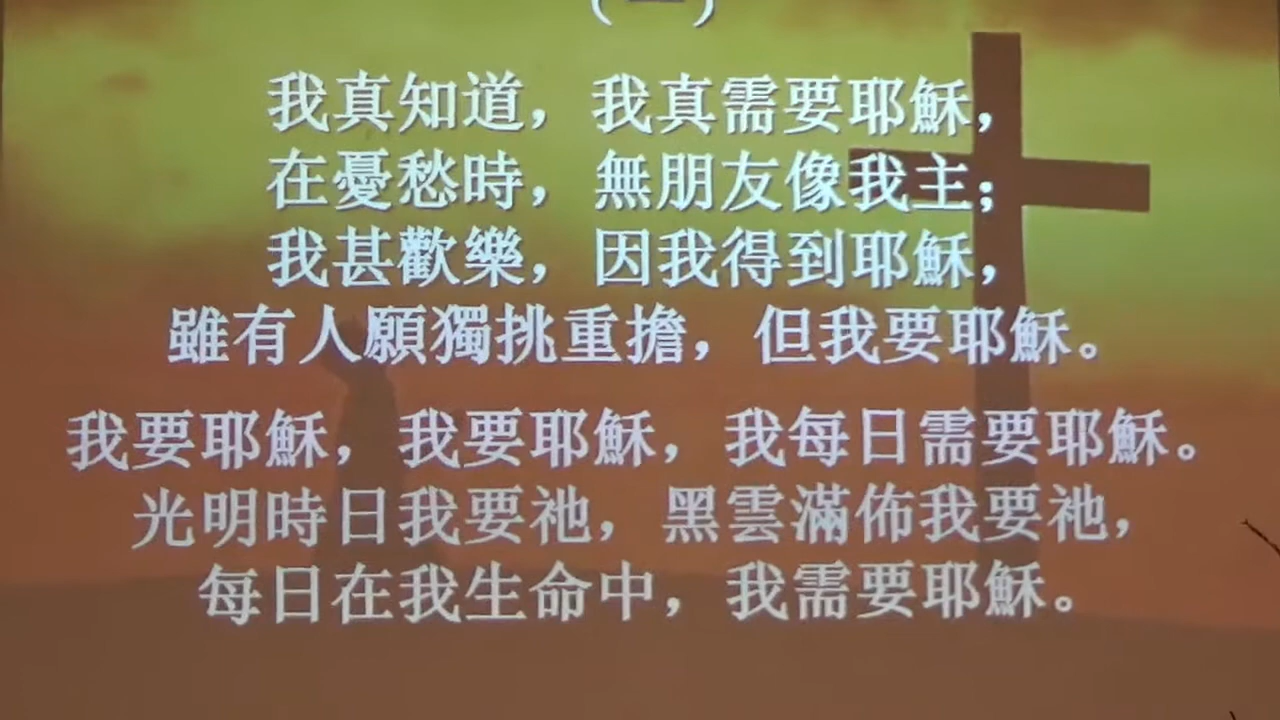 我真知道，我真需要耶穌，
在憂愁時，無朋友像我主；
我甚歡樂，因我得到耶穌，
雖有人願獨挑重擔，但我要耶穌。
我要耶穌，我要耶穌，我每日需要耶穌。
光明時日我要祂，黑雲滿佈我要祂，
每日在我生命中，我需要耶穌。